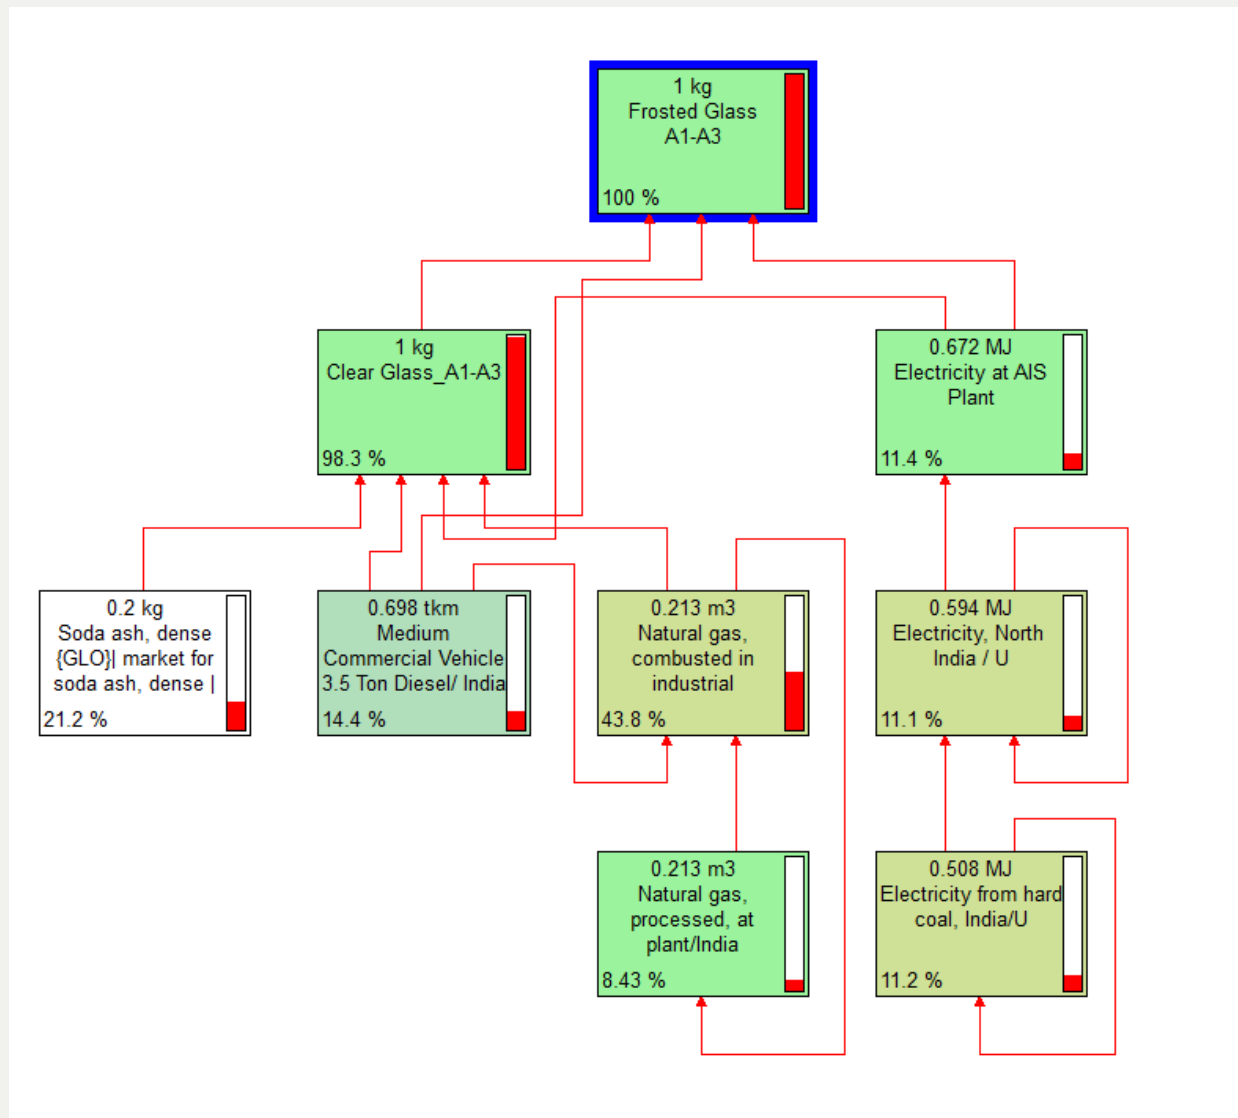 1 kg
Frosted Glass
A1-A3
100 %
1 kg
Clear Glass_A1-A3
98.3 %
0.672 MJ
Electricity at AIS
Plant
11.4 %
0.2 kg
Soda ash, dense
{GLO}| market for
soda ash, dense |
21.2 %
0.698 tkm
Medium
Commercial Vehicle
3.5 Ton Diesel/ India
14.4 %
0.213 m3
Natural gas,
combusted in
industrial
43.8 %
0.594 MJ
Electricity, North
India / U
11.1 %
0.213 m3
Natural gas,
processed, at
plant/India
8.43 %
0.508 MJ
Electricity from hard
coal, India/U
11.2 %